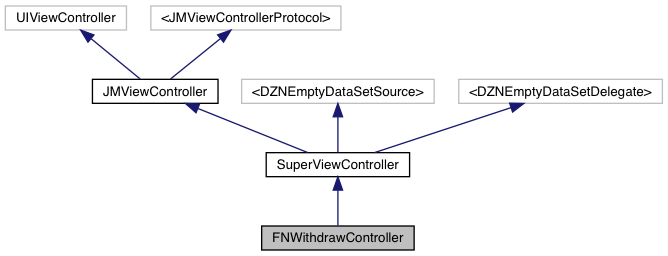 UIViewController
<JMViewControllerProtocol>
JMViewController
<DZNEmptyDataSetSource>
<DZNEmptyDataSetDelegate>
SuperViewController
FNWithdrawController